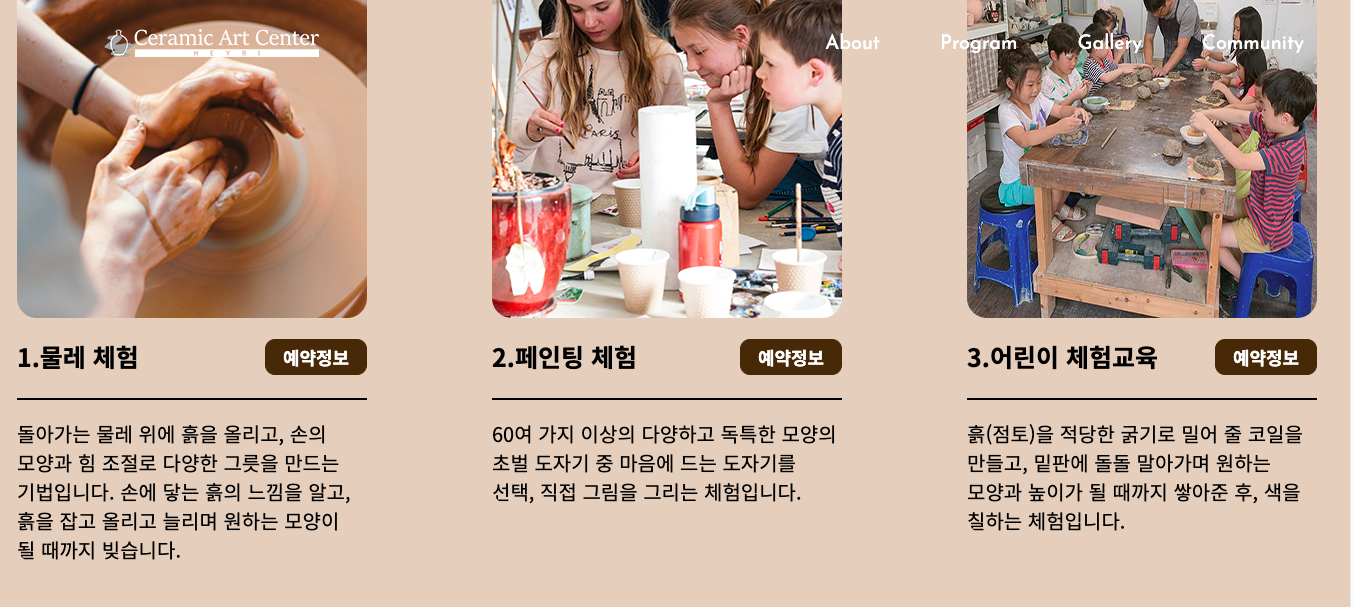 Ceramic Art Center
HEYRI
About Program Gallery Community
PARIS
1.물레 체험
예약정보
돌아가는 물레 위에 흙을 올리고, 손의
모양과 힘 조절로 다양한 그릇을 만드는
기법입니다. 손에 닿는 흙의 느낌을 알고,
흙을 잡고 올리고 늘리며 원하는 모양이
될 때까지 빚습니다.
2.페인팅 체험
예약정보
60여 가지 이상의 다양하고 독특한 모양의
초벌 도자기 중 마음에 드는 도자기를
선택, 직접 그림을 그리는 체험입니다.
3.어린이 체험교육
예약정보
흙(점토)을 적당한 굵기로 밀어 줄 코일을
만들고, 밑판에 돌돌 말아가며 원하는
모양과 높이가 될 때까지 쌓아준 후, 색을
칠하는 체험입니다.